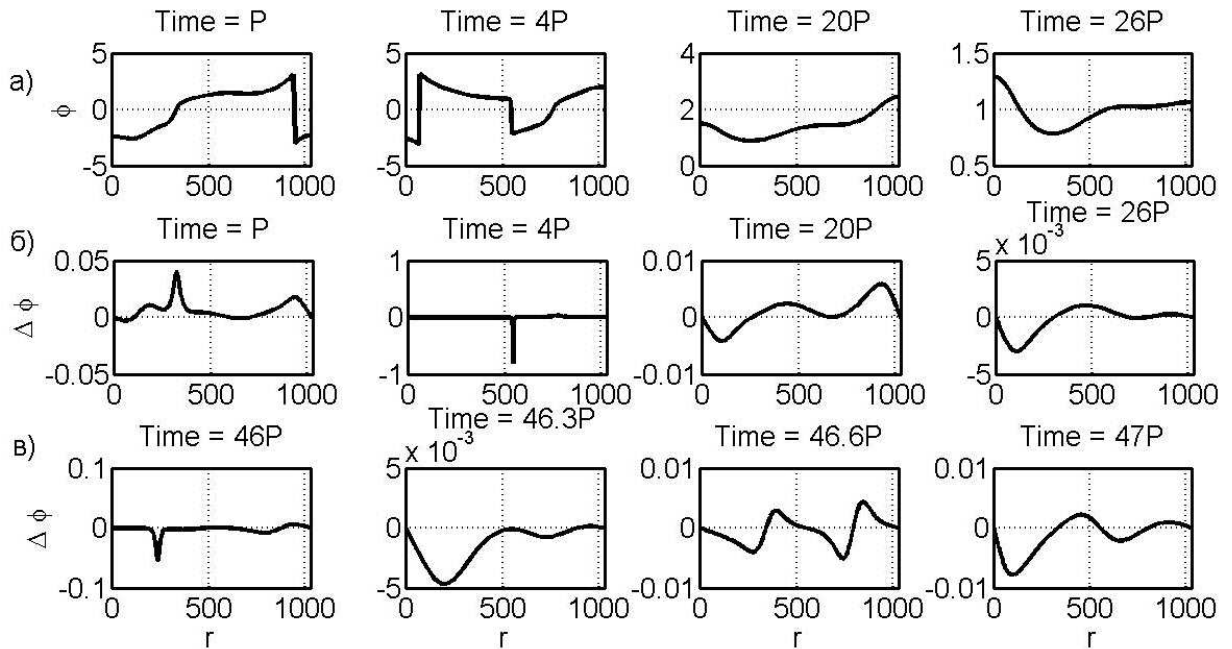 Time = P Time = 4P Time = 20P Time = 26P
а)
ϕ
5 0 -5
0 500 1000
5 0 -5
0 500 1000
4 2 0
0 500 1000
1.5 1 0.5
0 500 1000
Time = P Time = 4P Time = 20P Time = 26P
б)
Δ ϕ
0.05 0 -0.05
0 500 1000
1 0 -1
0 500 1000
0.01 0 -0.01
0 500 1000
x 10⁻³
5 0 -5
0 500 1000
Time = 46P Time = 46.3P Time = 46.6P Time = 47P
в)
Δ ϕ
0.1 0 -0.1
0 500 1000
r
x 10⁻³
5 0 -5
0 500 1000
r
0.01 0 -0.01
0 500 1000
r
0.01 0 -0.01
0 500 1000
r